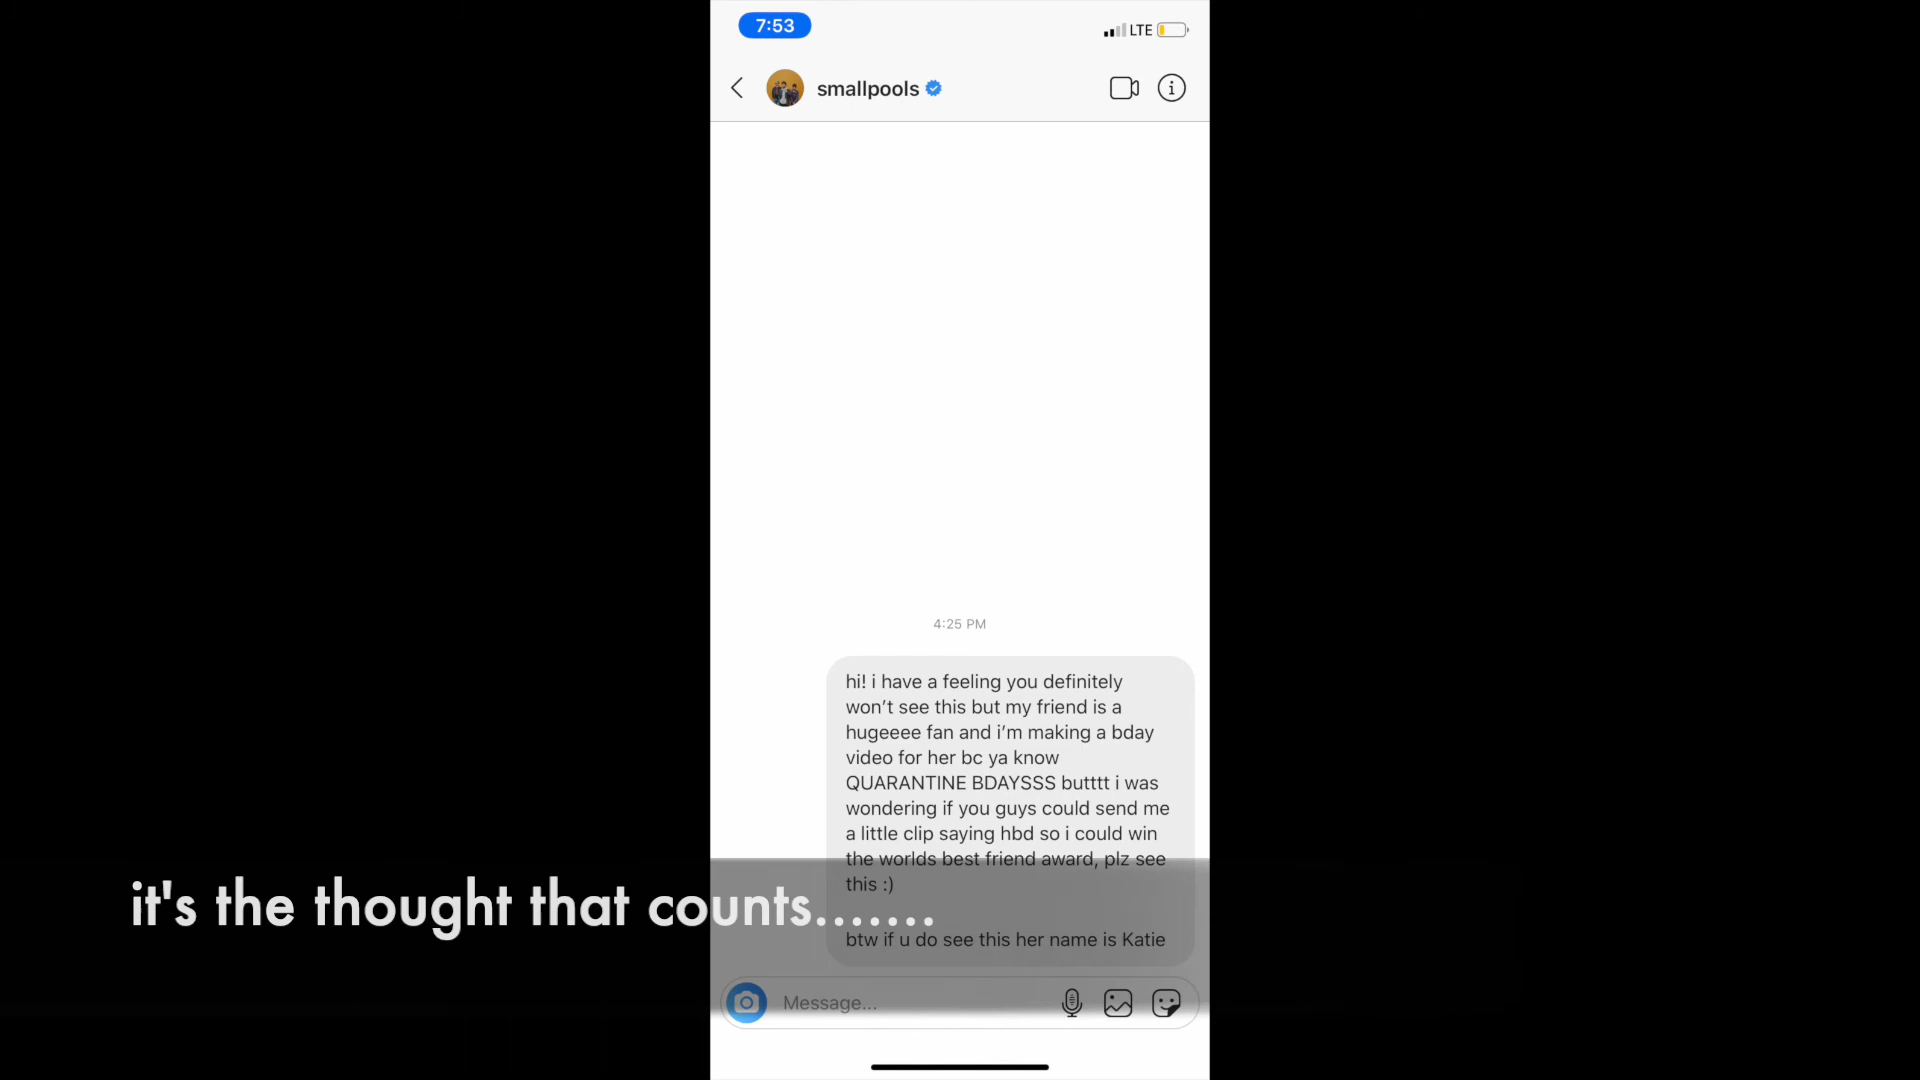 7:53
LTE
smallpools
4:25 PM
hi! i have a feeling you definitely
won't see this but my friend is a
hugeeee fan and i'm making a bday
video for her bc ya know
QUARANTINE BDAYSSS butttt i was
wondering if you guys could send me
a little clip saying hbd so i could win
the worlds best friend award, plz see
this :)
it's the thought that counts.......
btw if u do see this her name is Katie
Message...